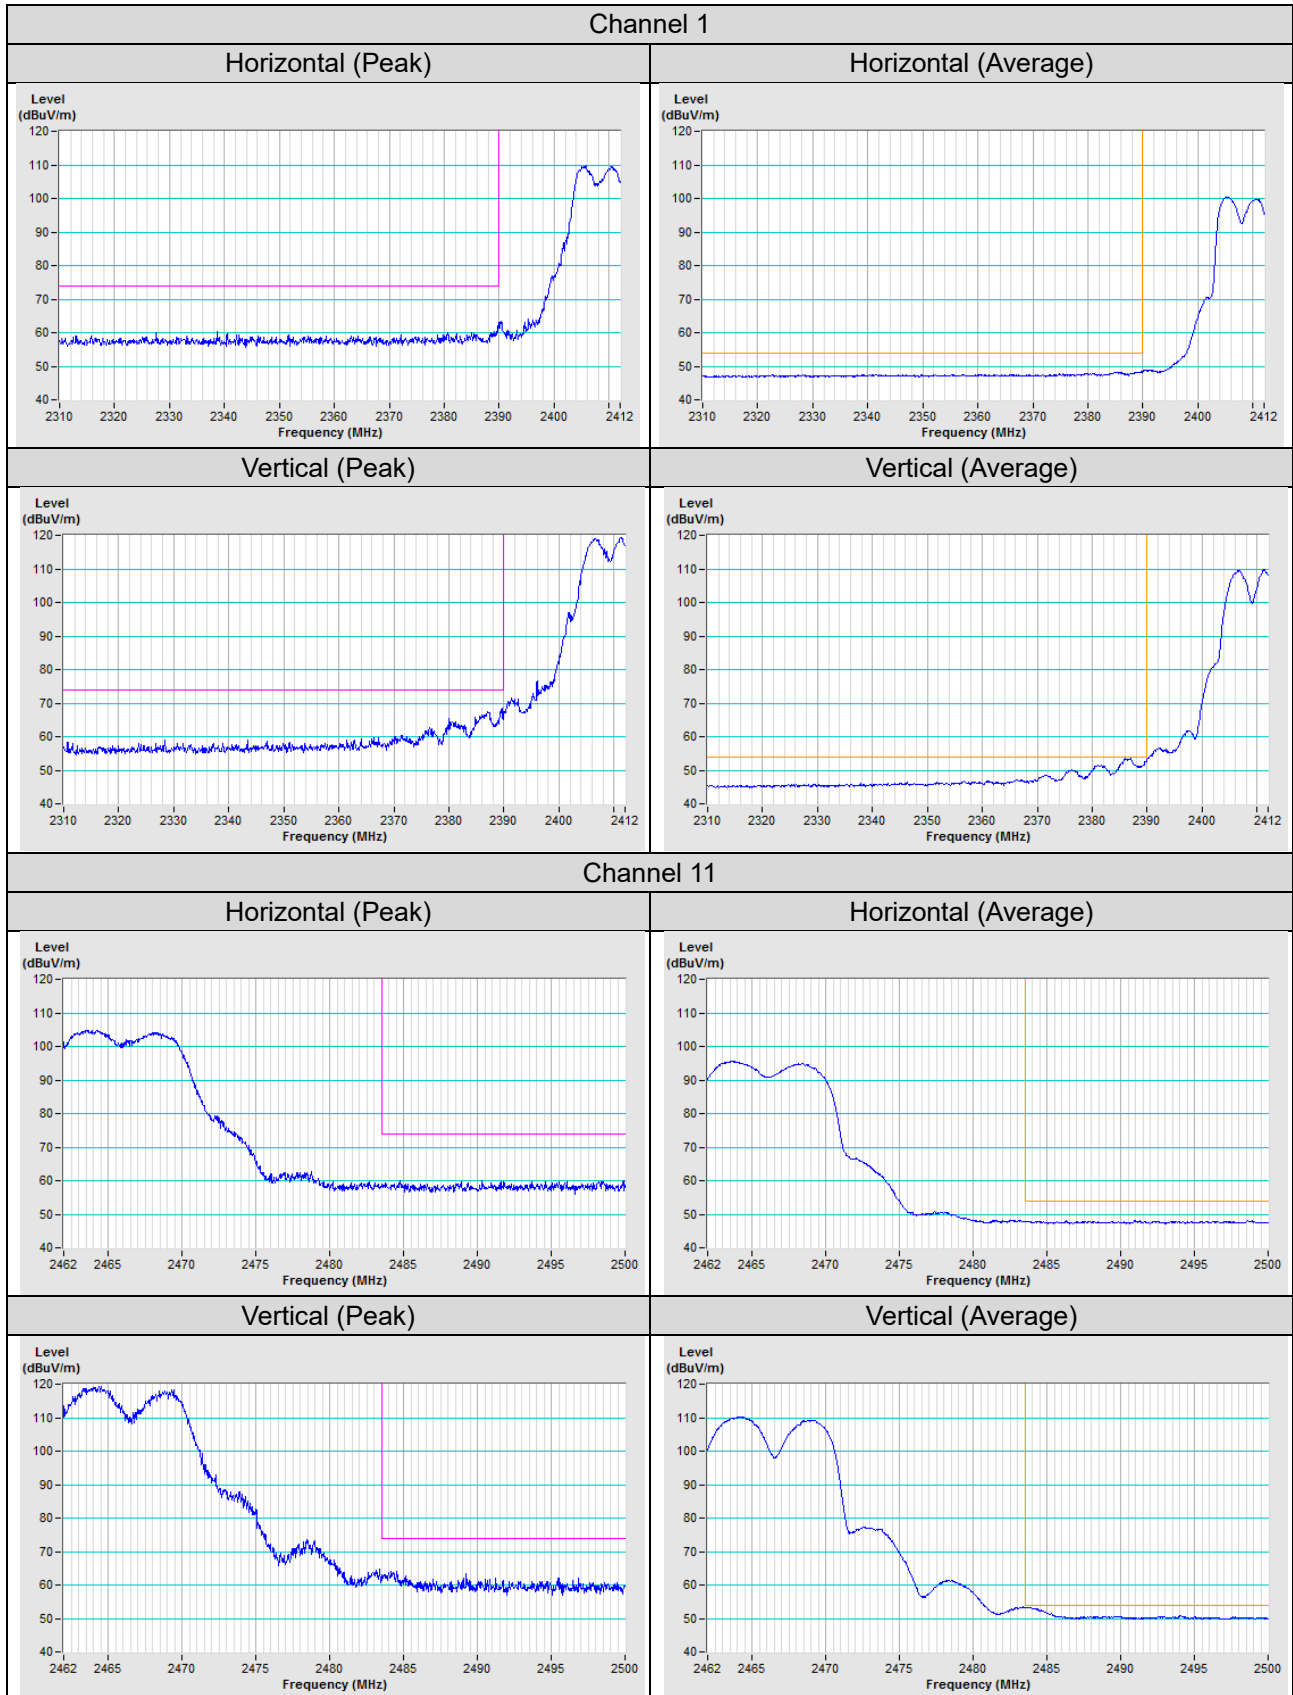 Channel 1
Horizontal (Peak)
Horizontal (Average)
Level
(dBuV/m)
120
110
100
90
80
70
60
50
40
2310 2320 2330 2340 2350 2360 2370 2380 2390 2400 2412
Frequency (MHz)
Level
(dBuV/m)
120
110
100
90
80
70
60
50
40
2310 2320 2330 2340 2350 2360 2370 2380 2390 2400 2412
Frequency (MHz)
Vertical (Peak)
Vertical (Average)
Level
(dBuV/m)
120
110
100
90
80
70
60
50
40
2310 2320 2330 2340 2350 2360 2370 2380 2390 2400 2412
Frequency (MHz)
Level
(dBuV/m)
120
110
100
90
80
70
60
50
40
2310 2320 2330 2340 2350 2360 2370 2380 2390 2400 2412
Frequency (MHz)
Channel 11
Horizontal (Peak)
Horizontal (Average)
Level
(dBuV/m)
120
110
100
90
80
70
60
50
40
2462 2465 2470 2475 2480 2485 2490 2495 2500
Frequency (MHz)
Level
(dBuV/m)
120
110
100
90
80
70
60
50
40
2462 2465 2470 2475 2480 2485 2490 2495 2500
Frequency (MHz)
Vertical (Peak)
Vertical (Average)
Level
(dBuV/m)
120
110
100
90
80
70
60
50
40
2462 2465 2470 2475 2480 2485 2490 2495 2500
Frequency (MHz)
Level
(dBuV/m)
120
110
100
90
80
70
60
50
40
2462 2465 2470 2475 2480 2485 2490 2495 2500
Frequency (MHz)